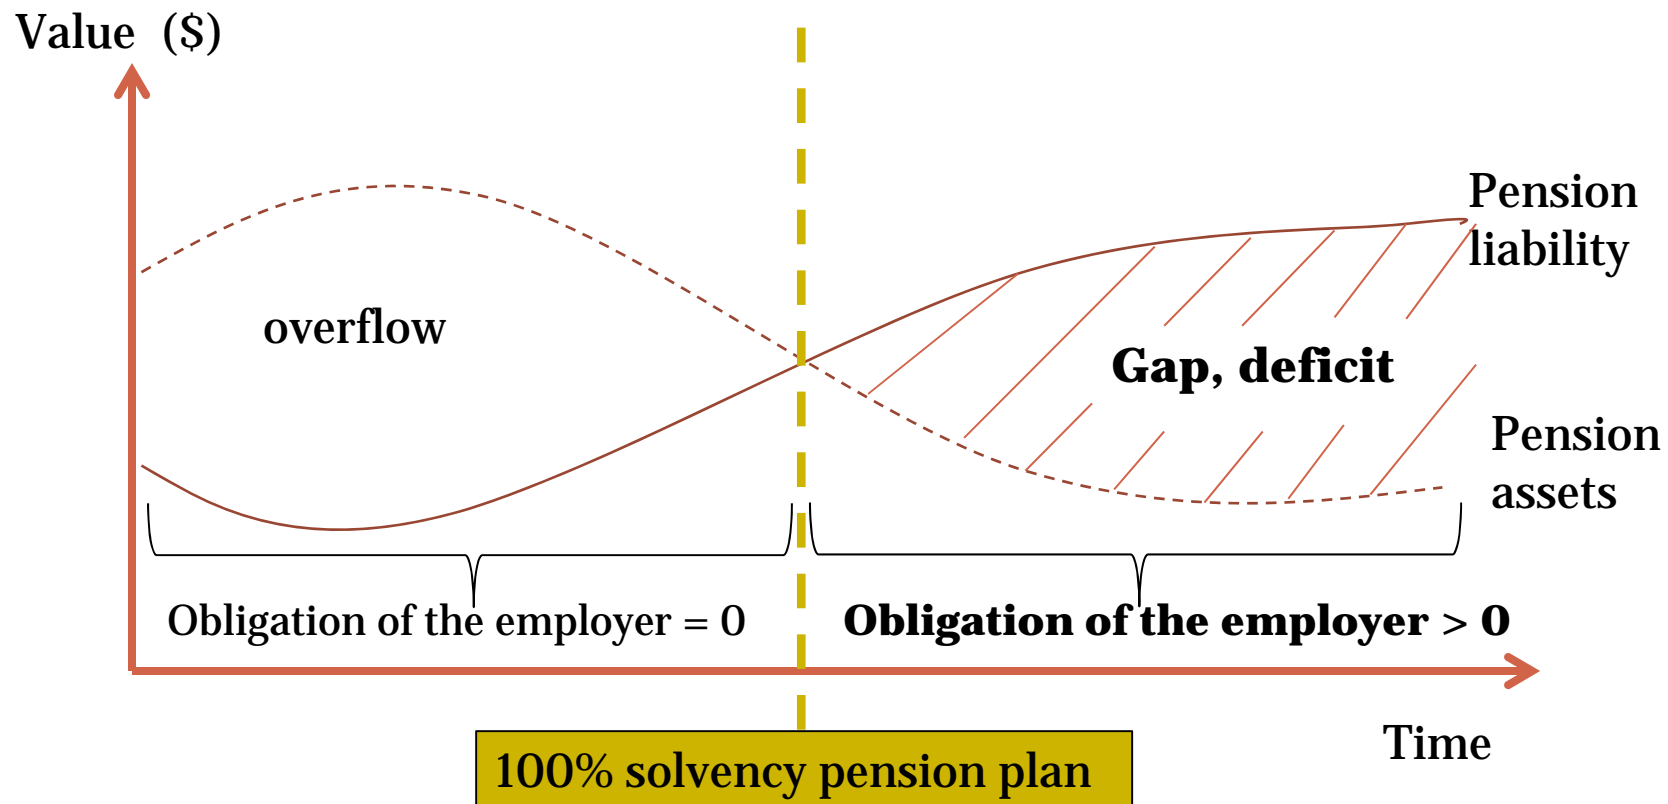 Value  ($)
Pension
liability
overflow
Gap, deficit
Pension
assets
Obligation of the employer = 0
Obligation of the employer > 0
Time
100% solvency pension plan